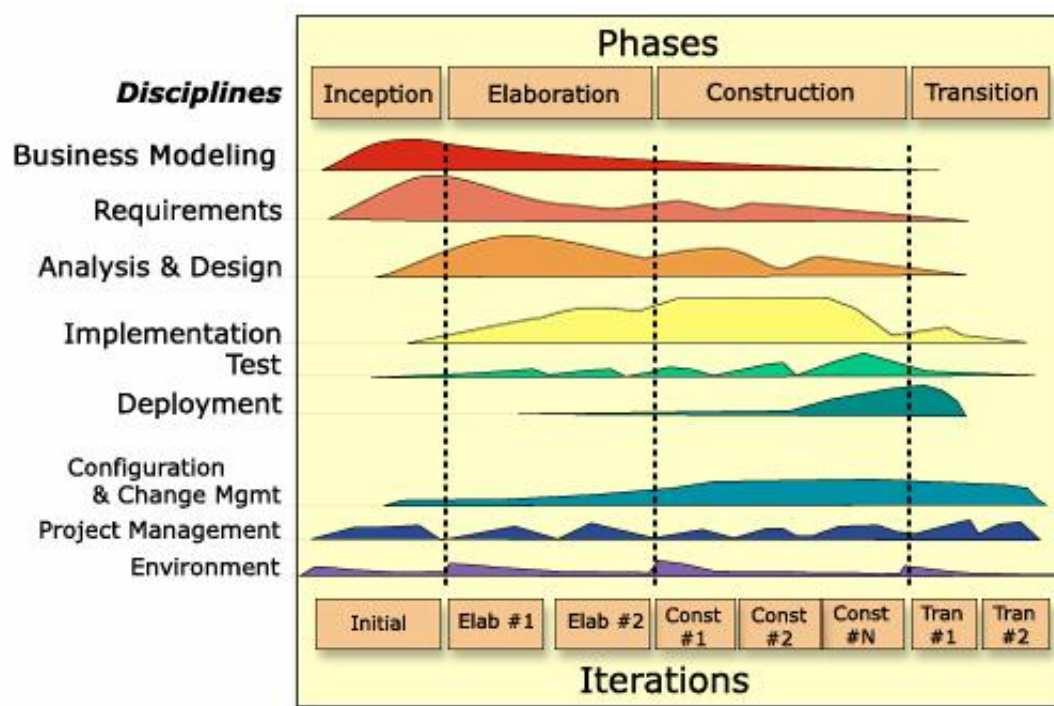 Phases
Disciplines
Inception
Elaboration
Construction
Transition
Business Modeling
Requirements
Analysis & Design
Implementation
Test
Deployment
Configuration
& Change Mgmt
Project Management
Environment
Initial
Elab #1
Elab #2
Const
#1
Const
#2
Const
#N
Tran
#1
Tran
#2
Iterations